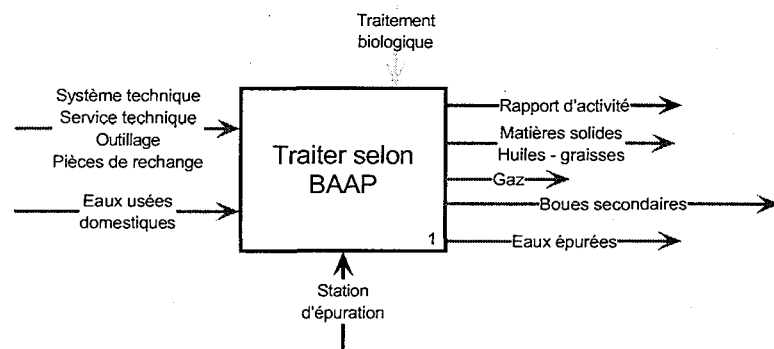 Traitement
biologique
Système technique
Service technique
Outillage
Pièces de rechange
Eaux usées
domestiques
Traiter selon
BAAP
1
Rapport d'activité
Matières solides
Huiles - graisses
Gaz
Boues secondaires
Eaux épurées
Station
d'épuration